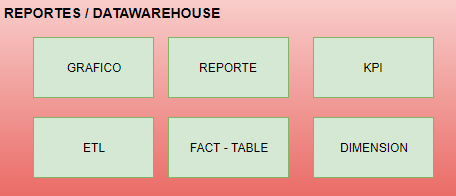 REPORTES / DATAWAREHOUSE
GRAFICO
REPORTE
KPI
ETL
FACT - TABLE
DIMENSION